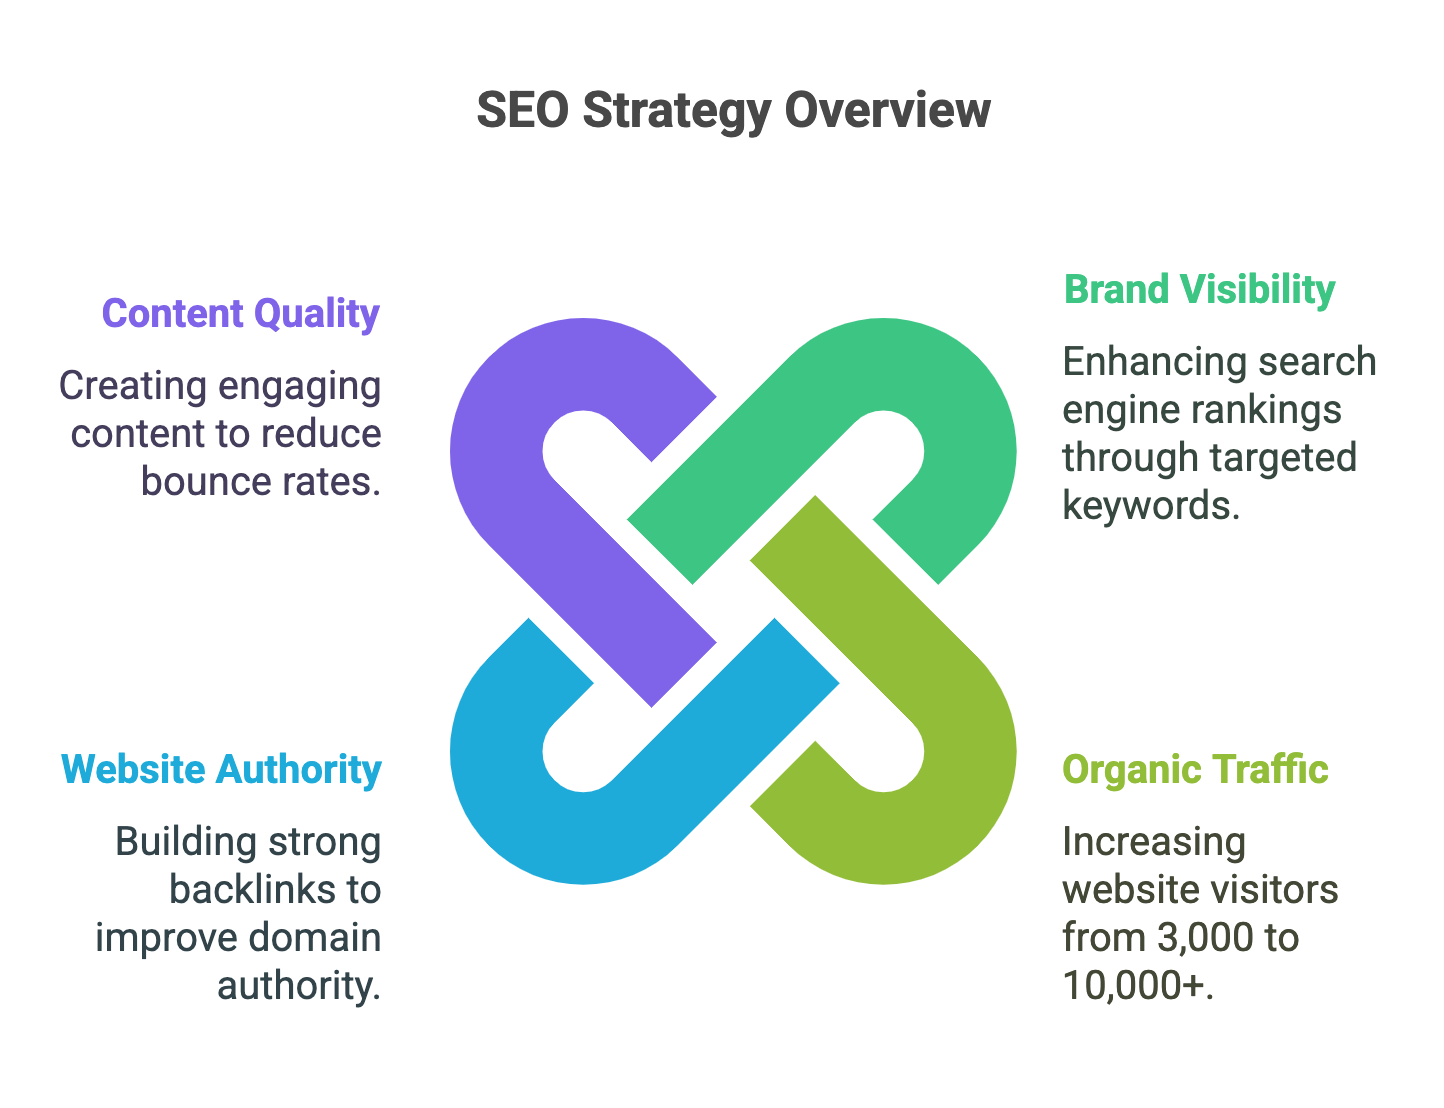 SEO Strategy Overview
Content Quality
Creating engaging
content to reduce
bounce rates.
Brand Visibility
Enhancing search
engine rankings
through targeted
keywords.
Website Authority
Building strong
backlinks to
improve domain
authority.
Organic Traffic
Increasing
website visitors
from 3,000 to
10,000+.